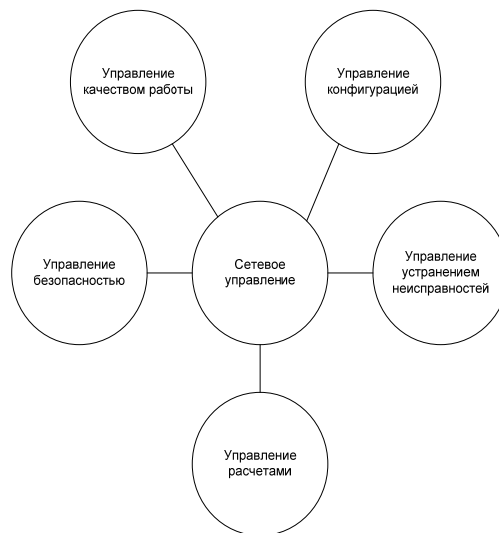 Управление
качеством работы
Управление
конфигурацией
Управление
безопасностью
Сетевое
управление
Управление
устранением
неисправностей
Управление
расчетами